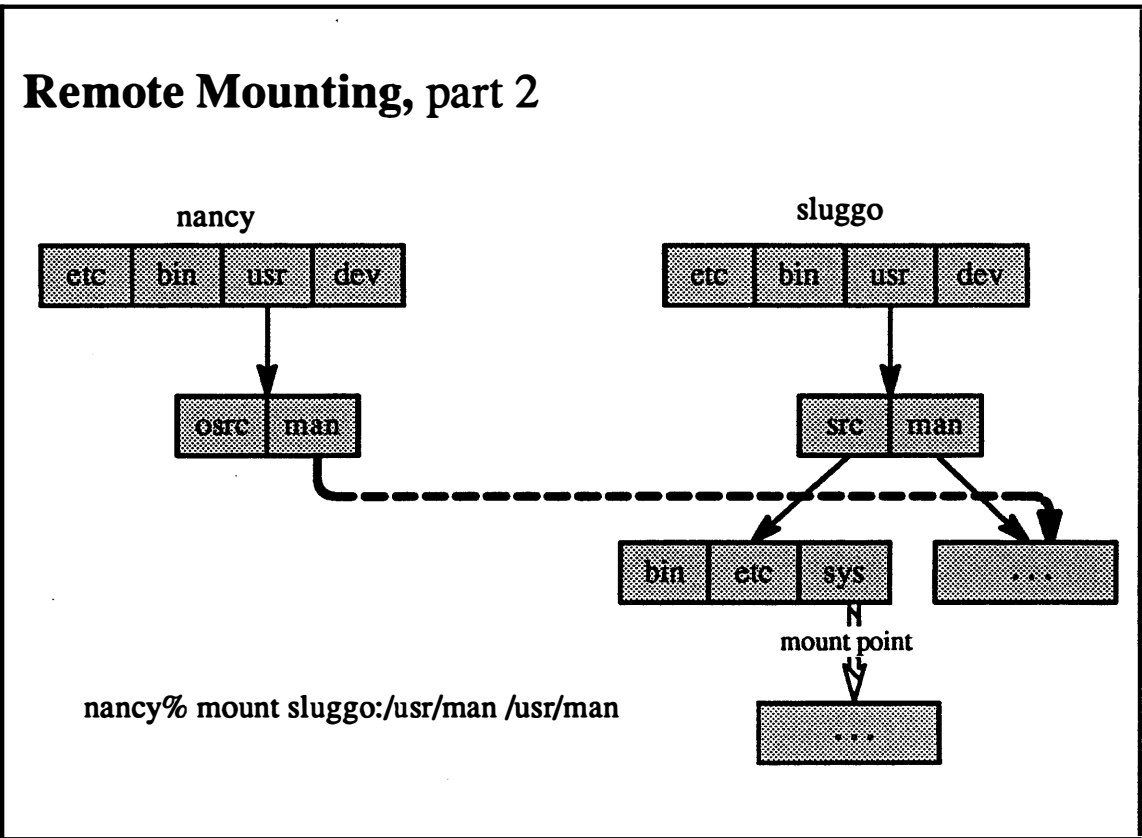 Remote Mounting, part 2
nancy
sluggo
etc bin usr dev
etc bin usr dev
osrc man
src man
bin etc sys
...
mount point
nancy% mount sluggo:/usr/man /usr/man
...